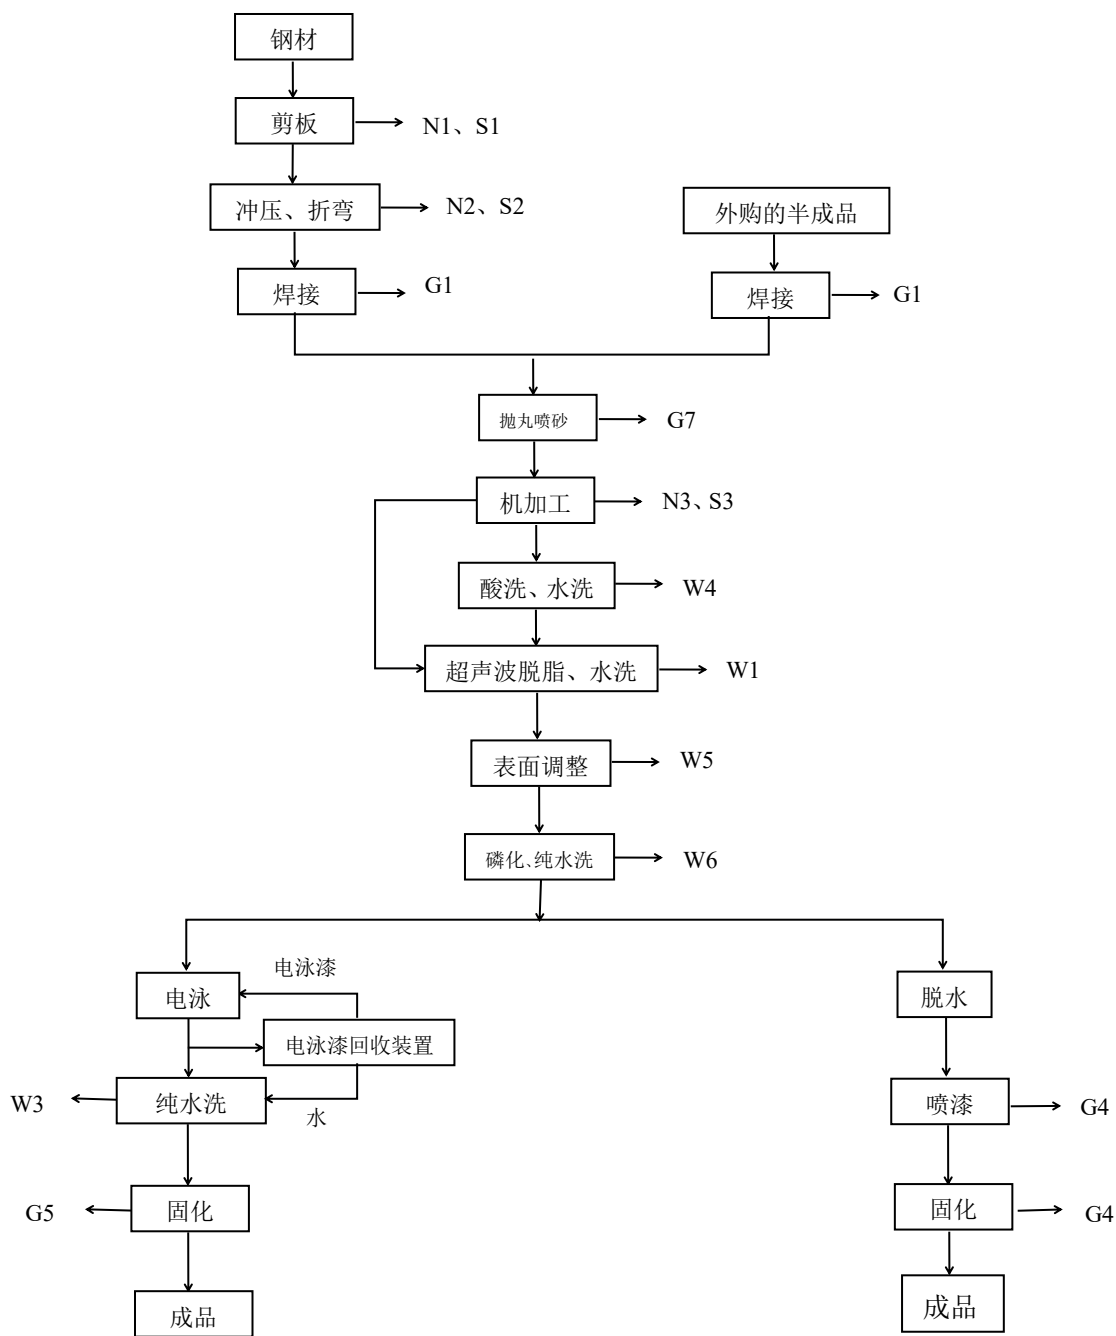 钢材
剪板
N1、S1
冲压、折弯
N2、S2
外购的半成品
焊接
G1
焊接
G1
抛丸喷砂
G7
机加工
N3、S3
酸洗、水洗
W4
超声波脱脂、水洗
W1
表面调整
W5
磷化、纯水洗
W6
电泳漆
电泳
脱水
电泳漆回收装置
W3
纯水洗
水
喷漆
G4
G5
固化
固化
G4
成品
成品